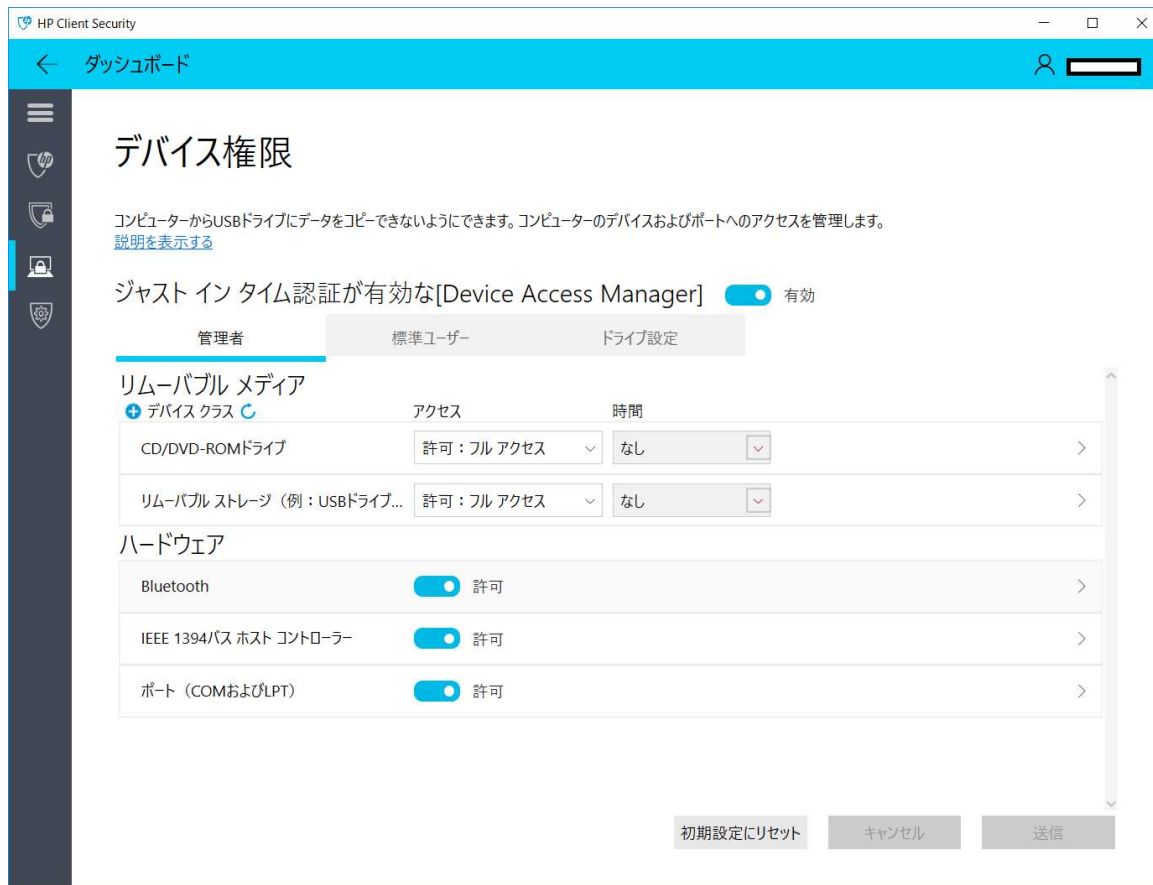 HP Client Security
ダッシュボード
デバイス権限
コンピューターからUSBドライブにデータをコピーできないようにできます。コンピューターのデバイスおよびポートへのアクセスを管理します。
説明を表示する
ジャスト イン タイム認証が有効な[Device Access Manager] 有効
管理者 標準ユーザー ドライブ設定
リムーバブル メディア
デバイス クラス アクセス 時間
CD/DVD-ROMドライブ 許可：フル アクセス なし
リムーバブル ストレージ（例：USBドライブ... 許可：フル アクセス なし
ハードウェア
Bluetooth 許可
IEEE 1394バス ホスト コントローラー 許可
ポート（COMおよびLPT） 許可
初期設定にリセット キャンセル 送信